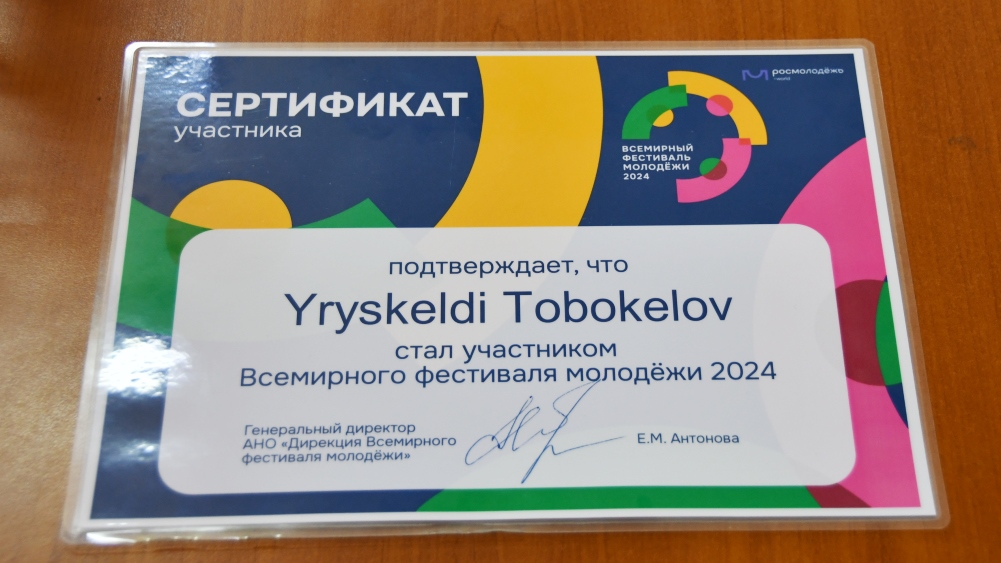 СЕРТИФИКАТ
участника
росмолодёжь
ВСЕМИРНЫЙ
ФЕСТИВАЛЬ
МОЛОДЁЖИ
2024
подтверждает, что
Yryskeldi Tobokelov
стал участником
Всемирного фестиваля молодёжи 2024
Генеральный директор
АНО «Дирекция Всемирного
фестиваля молодёжи»
Е.М. Антонова